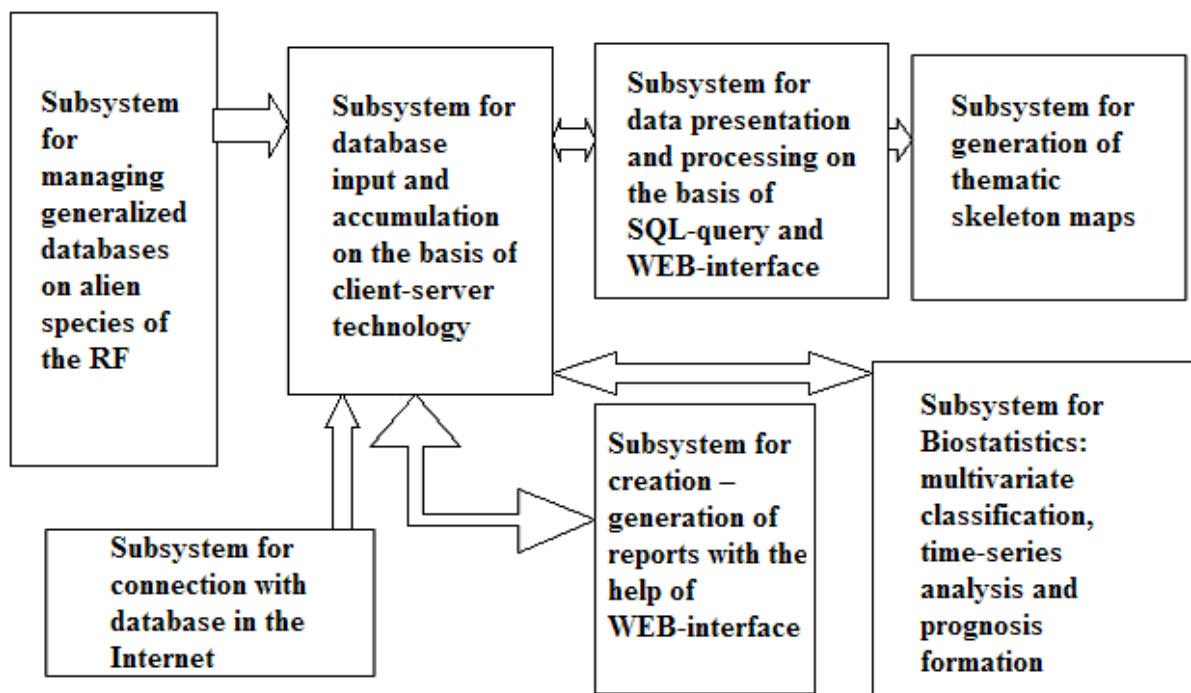 Subsystem
for
managing
generalized
databases
on alien
species of
the RF
Subsystem for
database
input and
accumulation
on the basis of
client-server
technology
Subsystem for
data presentation
and processing on
the basis of
SQL-query and
WEB-interface
Subsystem for
generation of
thematic
skeleton maps
Subsystem for
connection with
database in the
Internet
Subsystem for
creation –
generation of
reports with the
help of
WEB-interface
Subsystem for
Biostatistics:
multivariate
classification,
time-series
analysis and
prognosis
formation